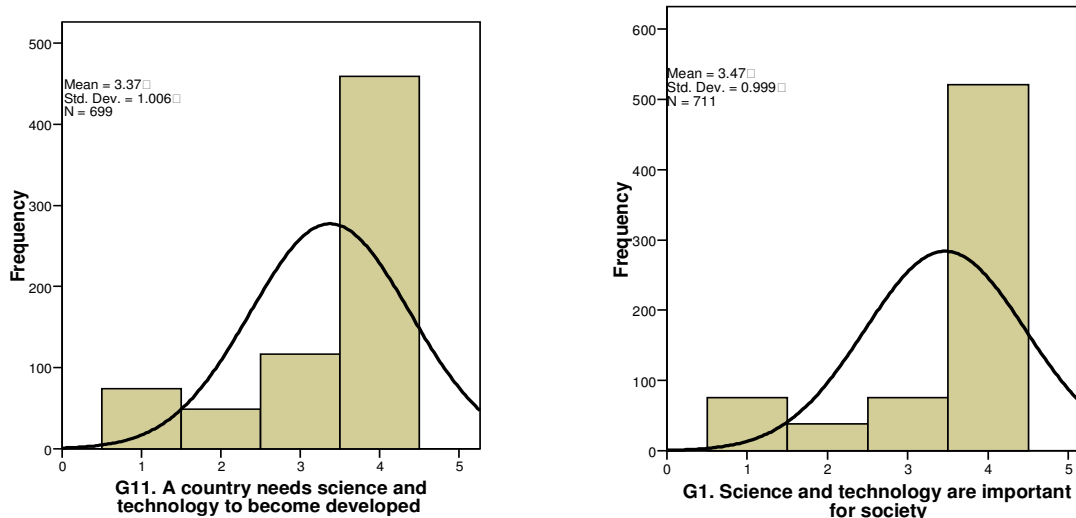 500
400
300
200
100
0
Frequency
Mean = 3.37
Std. Dev. = 1.006
N = 699
0 1 2 3 4 5
G11. A country needs science and
technology to become developed
600
500
400
300
200
100
0
Frequency
Mean = 3.47
Std. Dev. = 0.999
N = 711
0 1 2 3 4 5
G1. Science and technology are important
for society